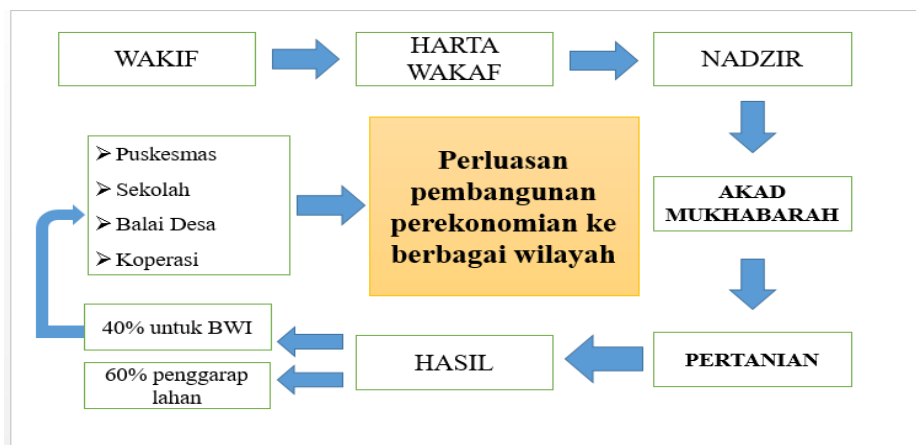 WAKIF
HARTA
WAKAF
NADZIR
➢ Puskesmas
➢ Sekolah
➢ Balai Desa
➢ Koperasi
Perluasan
pembangunan
perekonomian ke
berbagai wilayah
AKAD
MUKHABARAH
40% untuk BWI
60% penggarap
lahan
HASIL
PERTANIAN